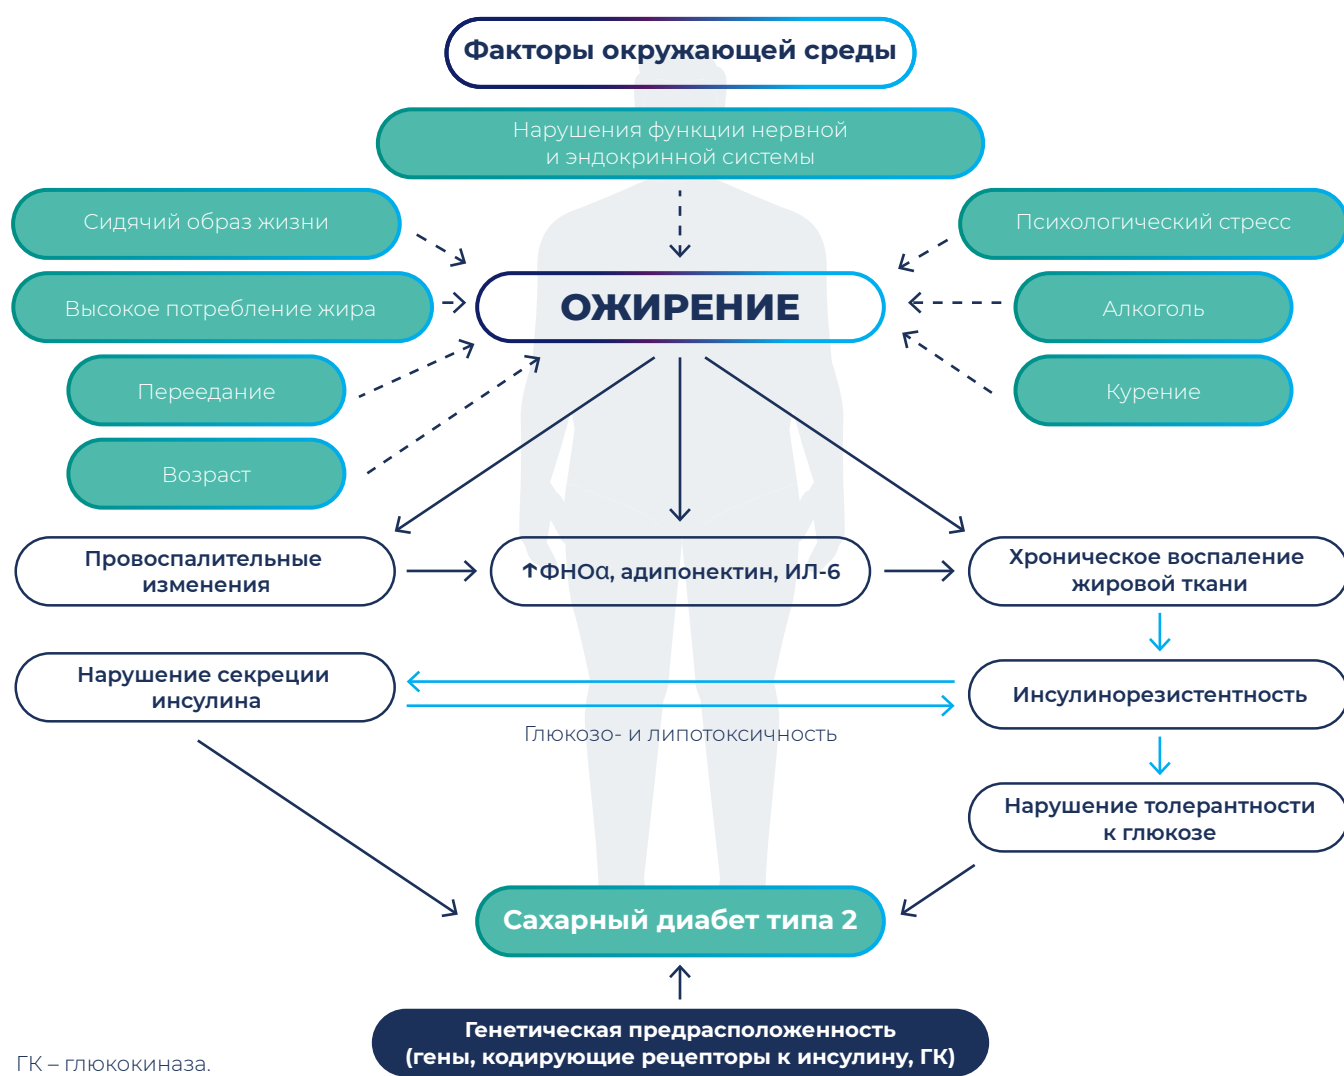 Факторы окружающей среды
Нарушения функции нервной
и эндокринной системы
Сидячий образ жизни
Психологический стресс
Высокое потребление жира
ОЖИРЕНИЕ
Алкоголь
Переедание
Курение
Возраст
Провоспалительные
изменения
↑ФНОα, адипонектин, ИЛ-6
Хроническое воспаление
жировой ткани
Нарушение секреции
инсулина
Инсулинорезистентность
Глюкозо- и липотоксичность
Нарушение толерантности
к глюкозе
Сахарный диабет типа 2
Генетическая предрасположенность
(гены, кодирующие рецепторы к инсулину, ГК)
ГК – глюкокиназа.